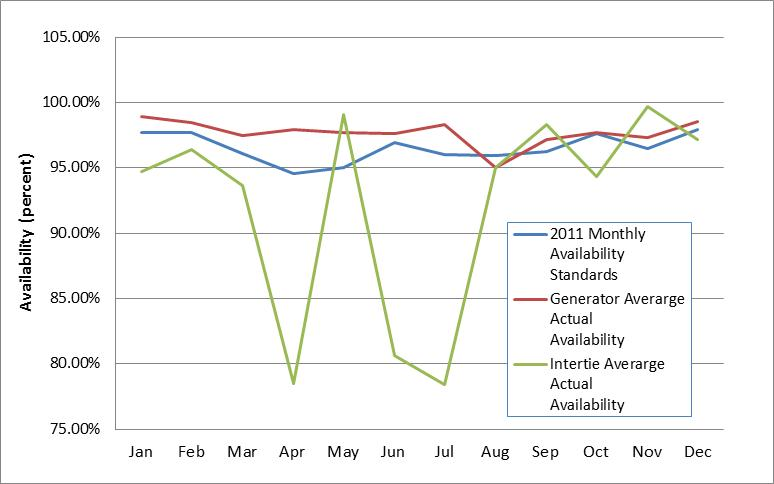 105.00%
100.00%
95.00%
90.00%
85.00%
80.00%
75.00%
Availability (percent)
Jan Feb Mar Apr May Jun Jul Aug Sep Oct Nov Dec
2011 Monthly
Availability
Standards
Generator Averarge
Actual
Availability
Intertie Averarge
Actual
Availability